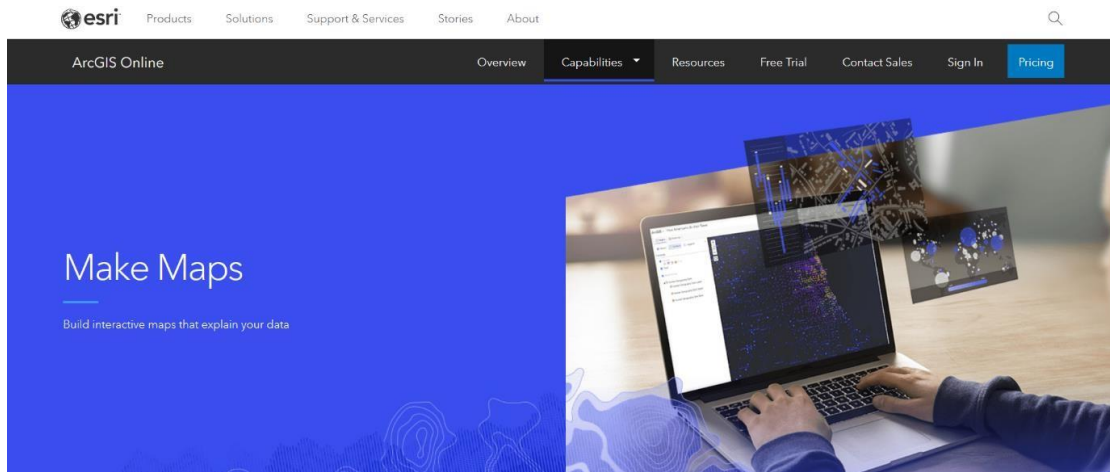 esri Products Solutions Support & Services Stories About
ArcGIS Online Overview Capabilities Resources Free Trial Contact Sales Sign In Pricing
Make Maps
Build interactive maps that explain your data